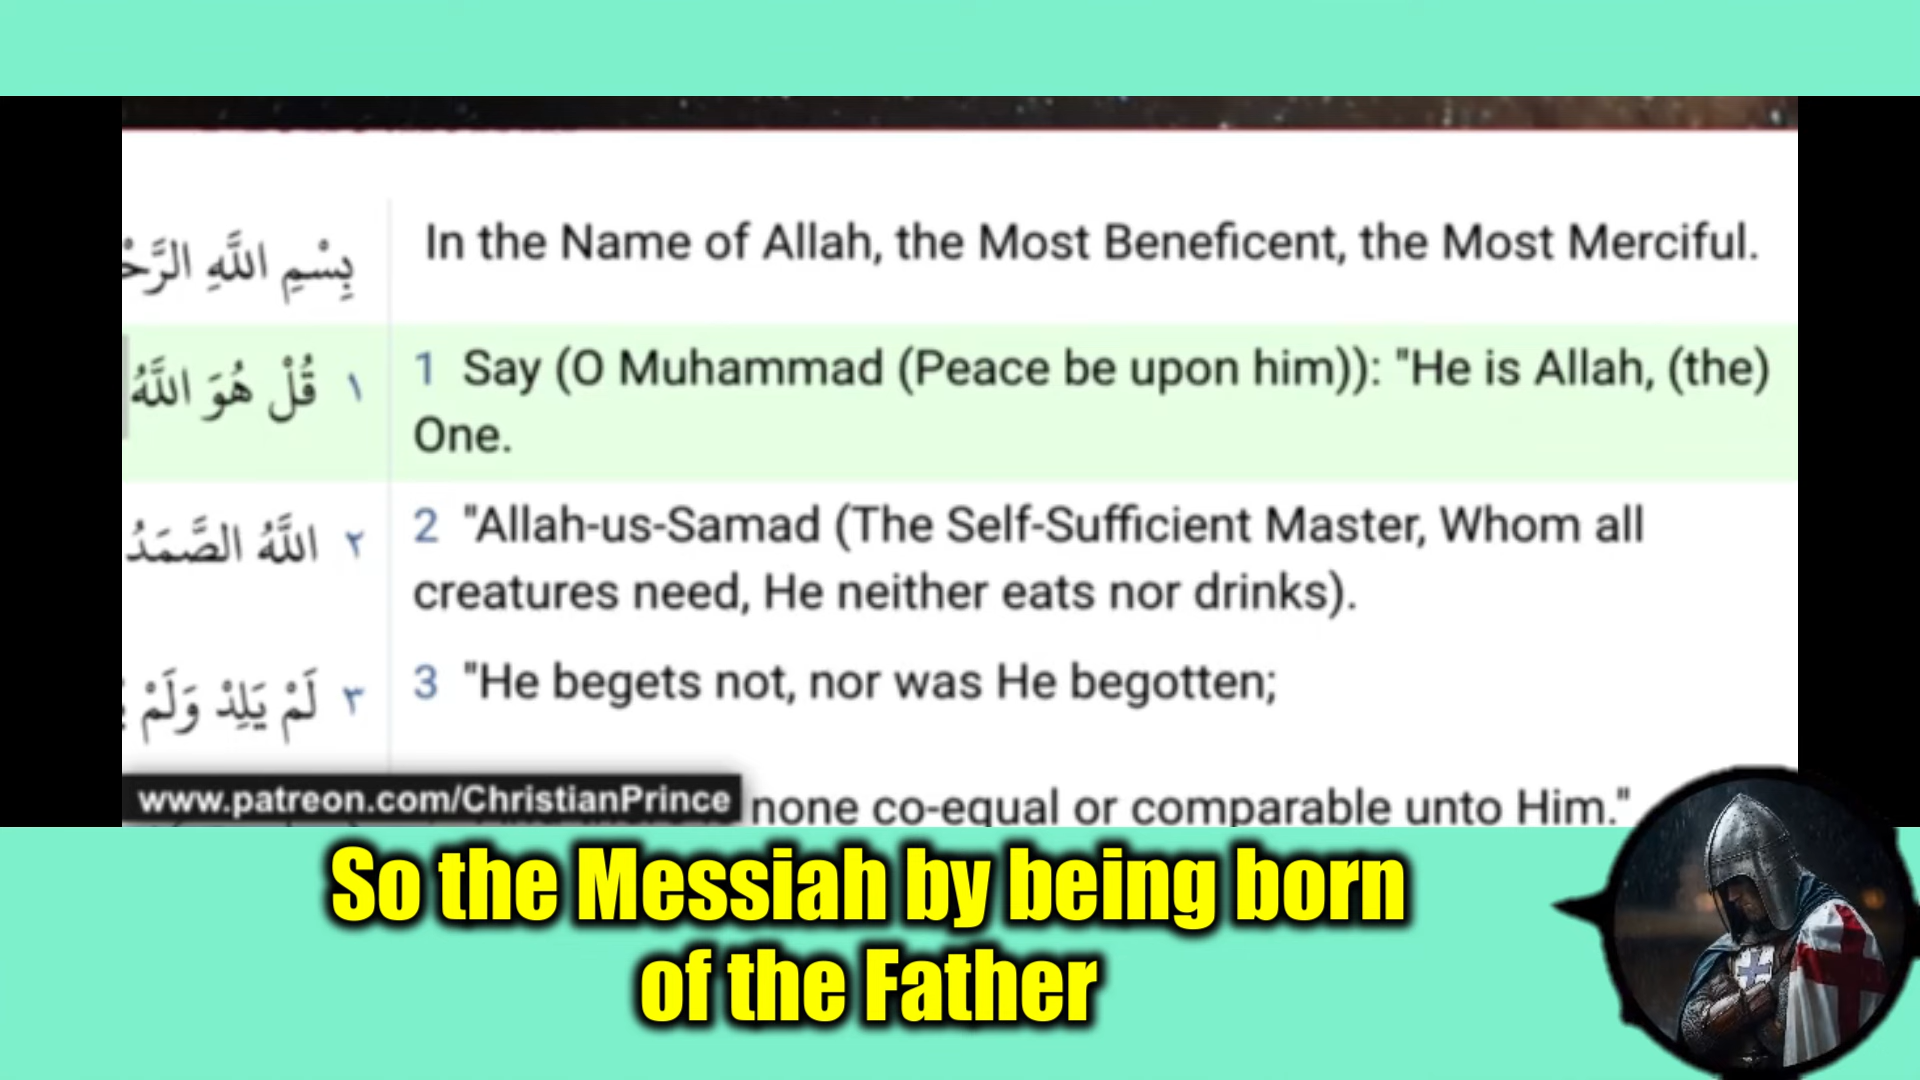 بِسْمِ اللَّهِ
In the Name of Allah, the Most Beneficent, the Most Merciful.
١ قُلْ هُوَ اللَّهُ
1 Say (O Muhammad (Peace be upon him)): "He is Allah, (the)
One.
٢ اللَّهُ الصَّمَدُ
2 "Allah-us-Samad (The Self-Sufficient Master, Whom all
creatures need, He neither eats nor drinks).
٣ لَمْ يَلِدْ وَلَمْ
3 "He begets not, nor was He begotten;
www.patreon.com/ChristianPrince
none co-equal or comparable unto Him."
So the Messiah by being born
of the Father